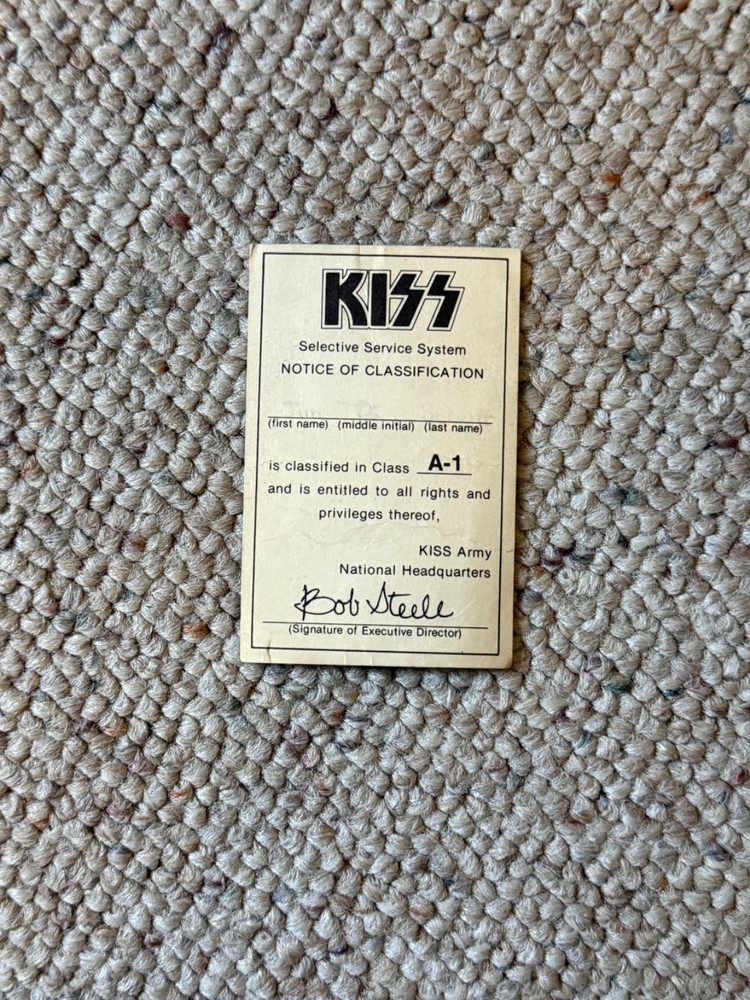 KISS
Selective Service System
NOTICE OF CLASSIFICATION
(first name) (middle initial) (last name)
is classified in Class A-1
and is entitled to all rights and
privileges thereof,
KISS Army
National Headquarters
Bob Steele
(Signature of Executive Director)